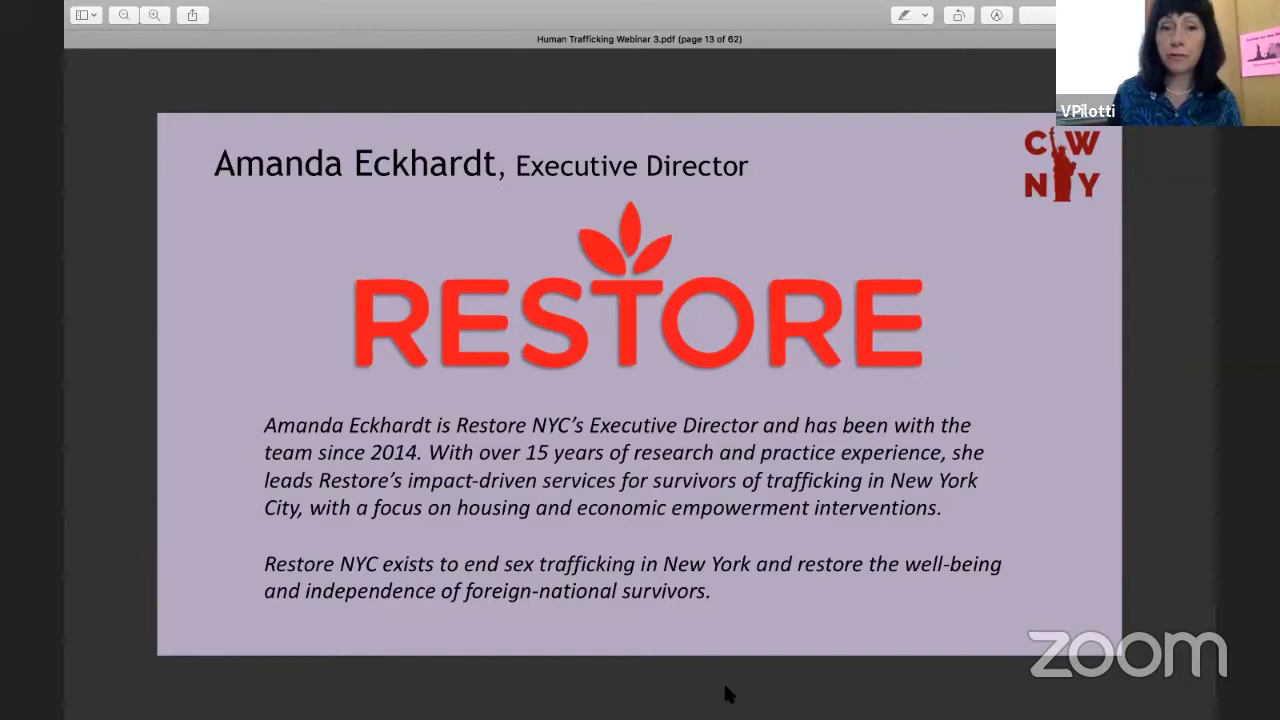 Human Trafficking Webinar 3.pdf (page 13 of 62)
VPilotti
Amanda Eckhardt, Executive Director
C W
N Y
RESTORE
Amanda Eckhardt is Restore NYC's Executive Director and has been with the
team since 2014. With over 15 years of research and practice experience, she
leads Restore's impact-driven services for survivors of trafficking in New York
City, with a focus on housing and economic empowerment interventions.
Restore NYC exists to end sex trafficking in New York and restore the well-being
and independence of foreign-national survivors.
zoom